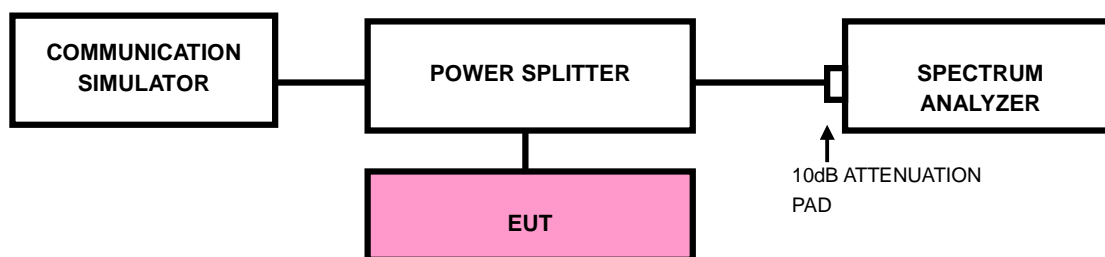 COMMUNICATION
SIMULATOR
POWER SPLITTER
SPECTRUM
ANALYZER
10dB ATTENUATION
PAD
EUT